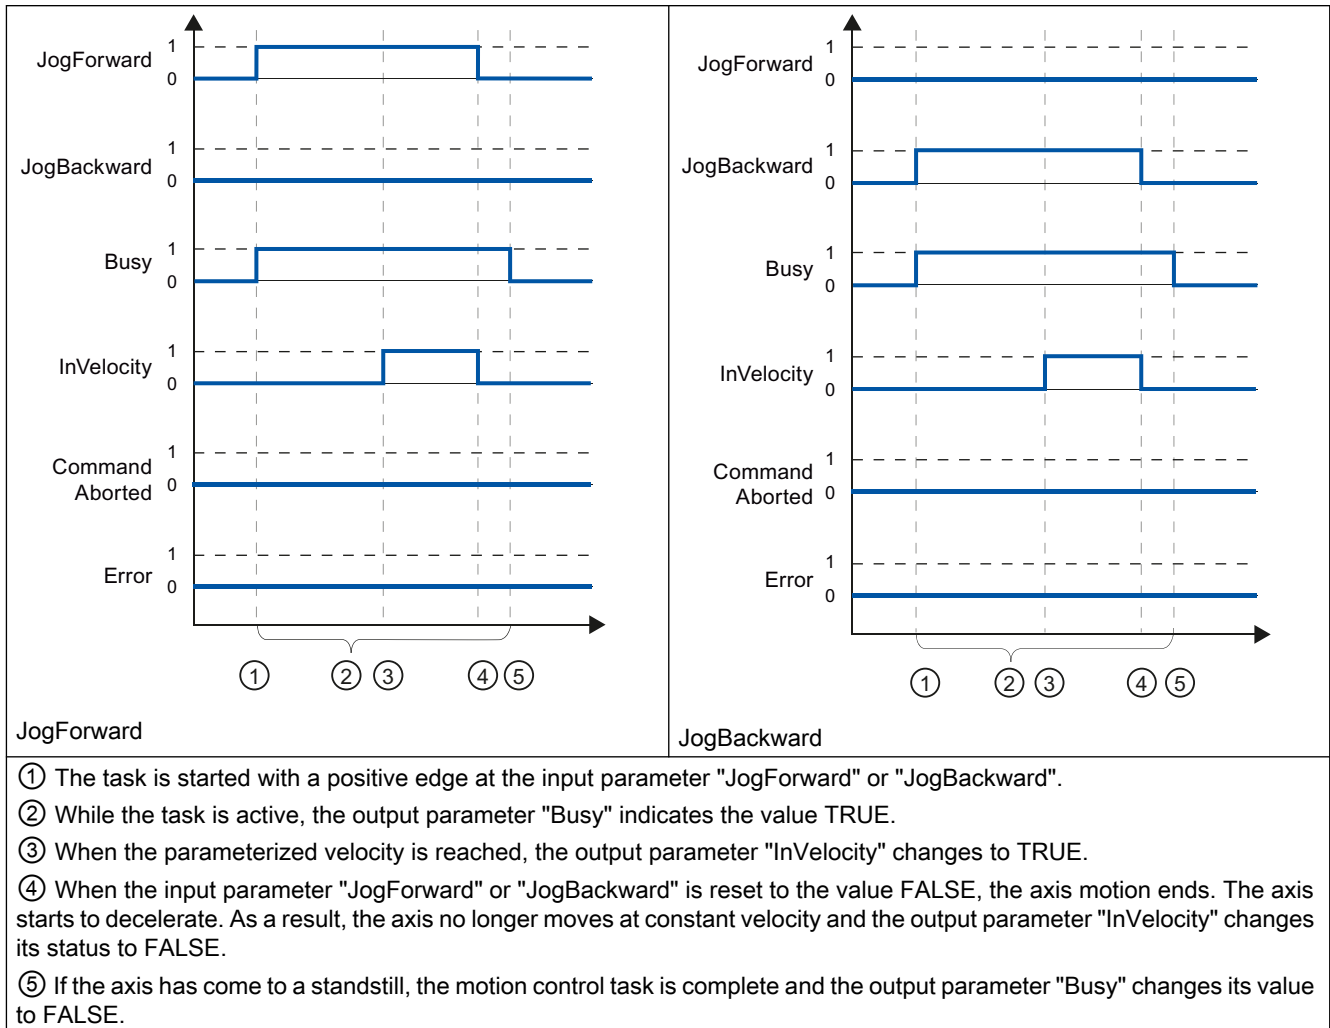 1
JogForward
0
1
JogBackward
0
1
Busy
0
1
InVelocity
0
1
Command
Aborted 0
1
Error 0
① ② ③ ④ ⑤
JogForward
1
JogForward
0
1
JogBackward
0
1
Busy
0
1
InVelocity
0
1
Command
Aborted 0
1
Error
0
① ② ③ ④ ⑤
JogBackward
① The task is started with a positive edge at the input parameter "JogForward" or "JogBackward".
② While the task is active, the output parameter "Busy" indicates the value TRUE.
③ When the parameterized velocity is reached, the output parameter "InVelocity" changes to TRUE.
④ When the input parameter "JogForward" or "JogBackward" is reset to the value FALSE, the axis motion ends. The axis
starts to decelerate. As a result, the axis no longer moves at constant velocity and the output parameter "InVelocity" changes
its status to FALSE.
⑤ If the axis has come to a standstill, the motion control task is complete and the output parameter "Busy" changes its value
to FALSE.